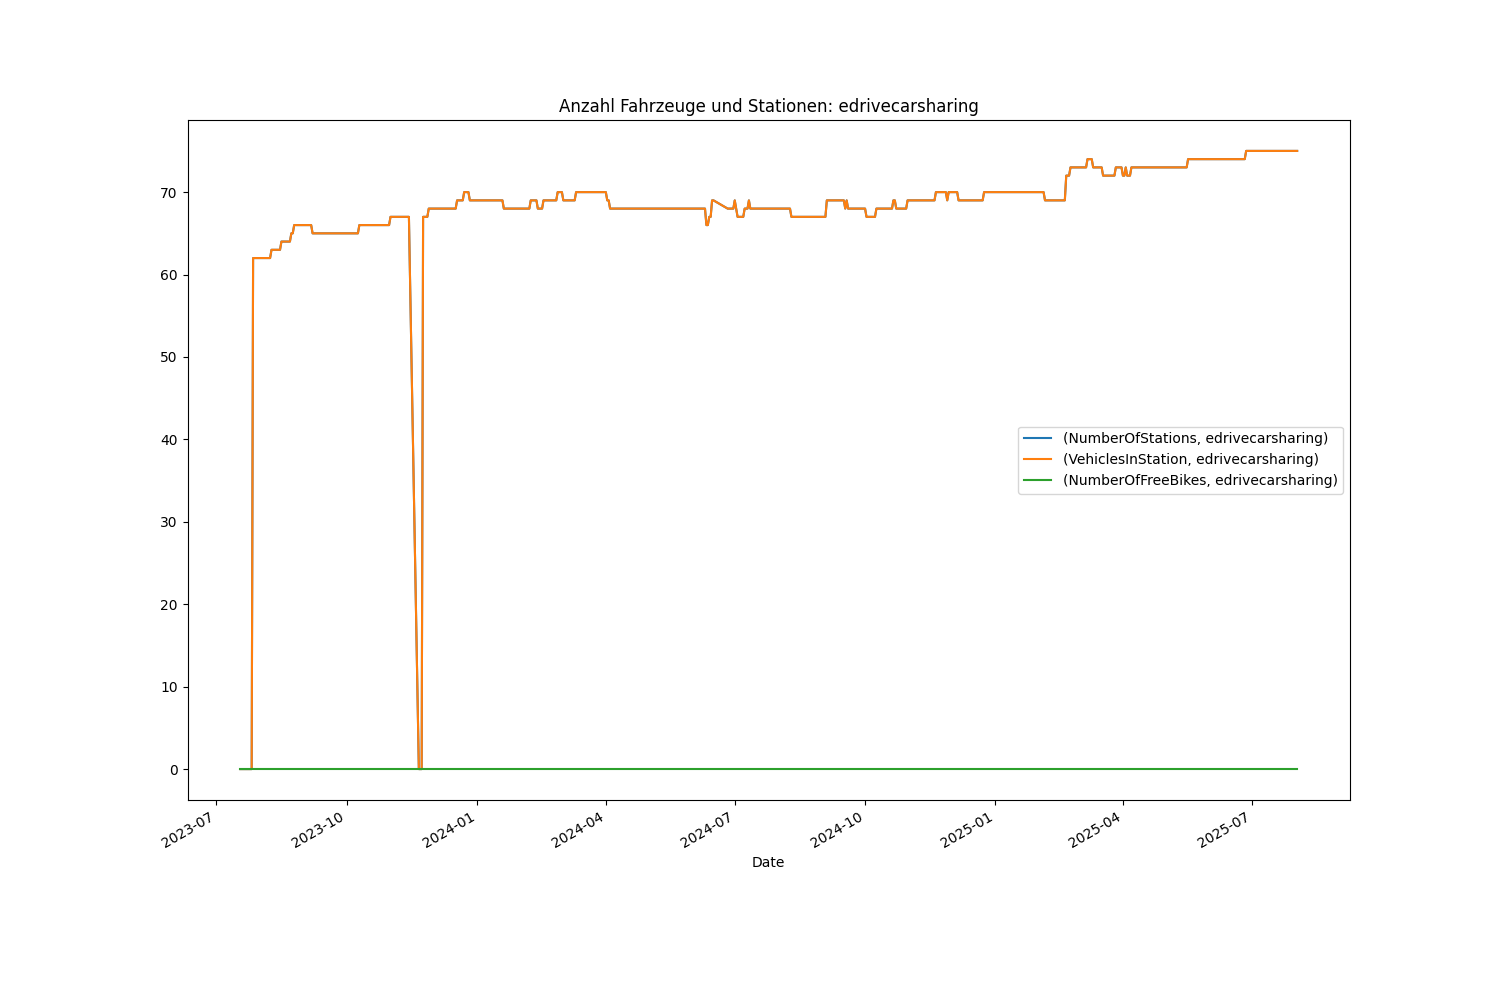 Anzahl Fahrzeuge und Stationen: edrivecarsharing
70
60
50
40
30
20
10
0
(NumberOfStations, edrivecarsharing)
(VehiclesInStation, edrivecarsharing)
(NumberOfFreeBikes, edrivecarsharing)
2023-07 2023-10 2024-01 2024-04 2024-07 2024-10 2025-01 2025-04 2025-07
Date